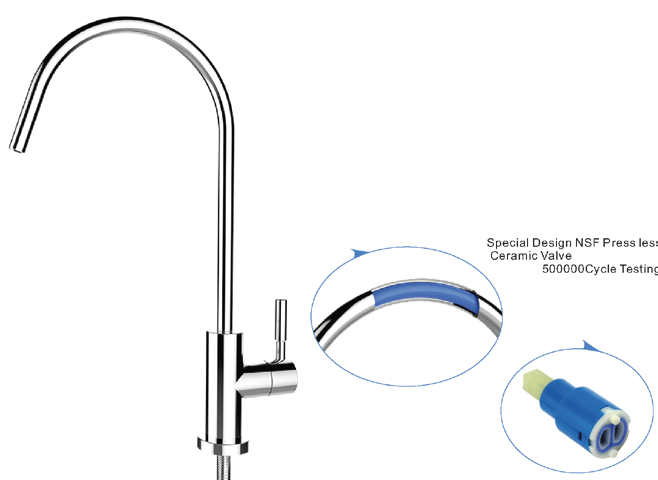 Special Design NSF Press less
Ceramic Valve
500000Cycle Testing